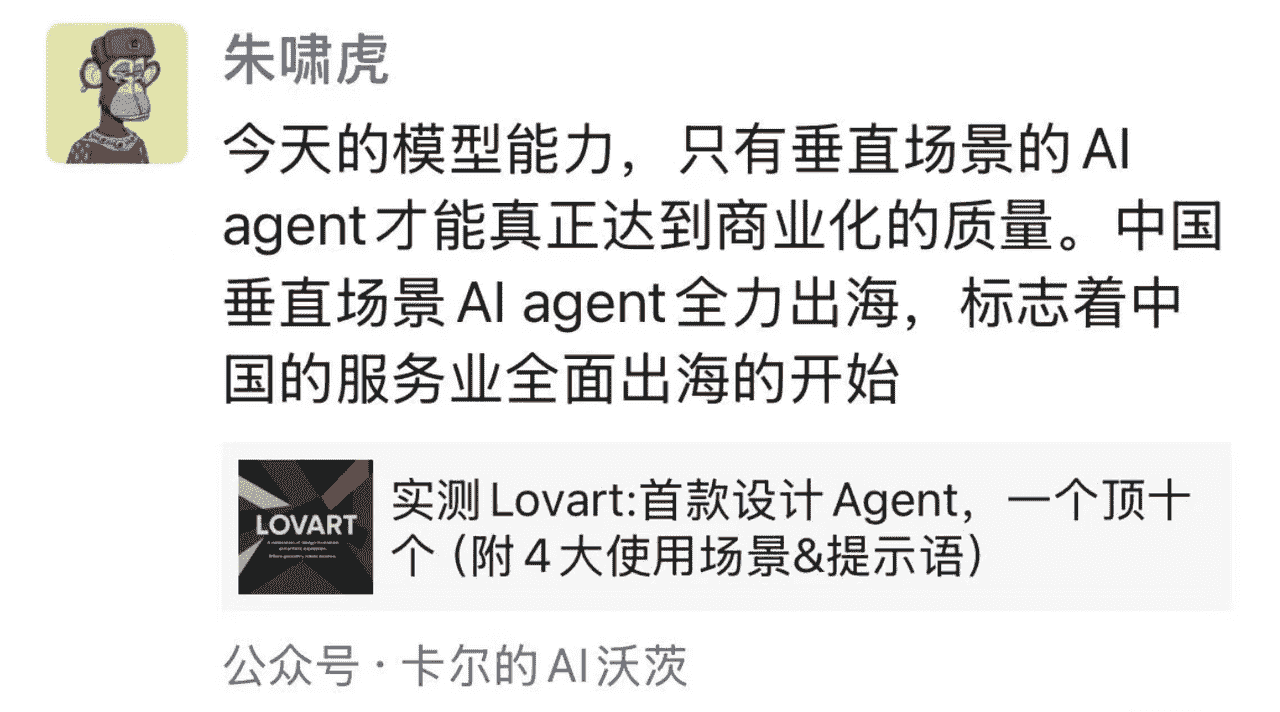 朱啸虎
今天的模型能力，只有垂直场景的AI
agent才能真正达到商业化的质量。中国
垂直场景AI agent全力出海，标志着中
国的服务业全面出海的开始
LOVART
实测Lovart:首款设计Agent，一个顶十
个 (附4大使用场景&提示语)
公众号 · 卡尔的AI沃茨